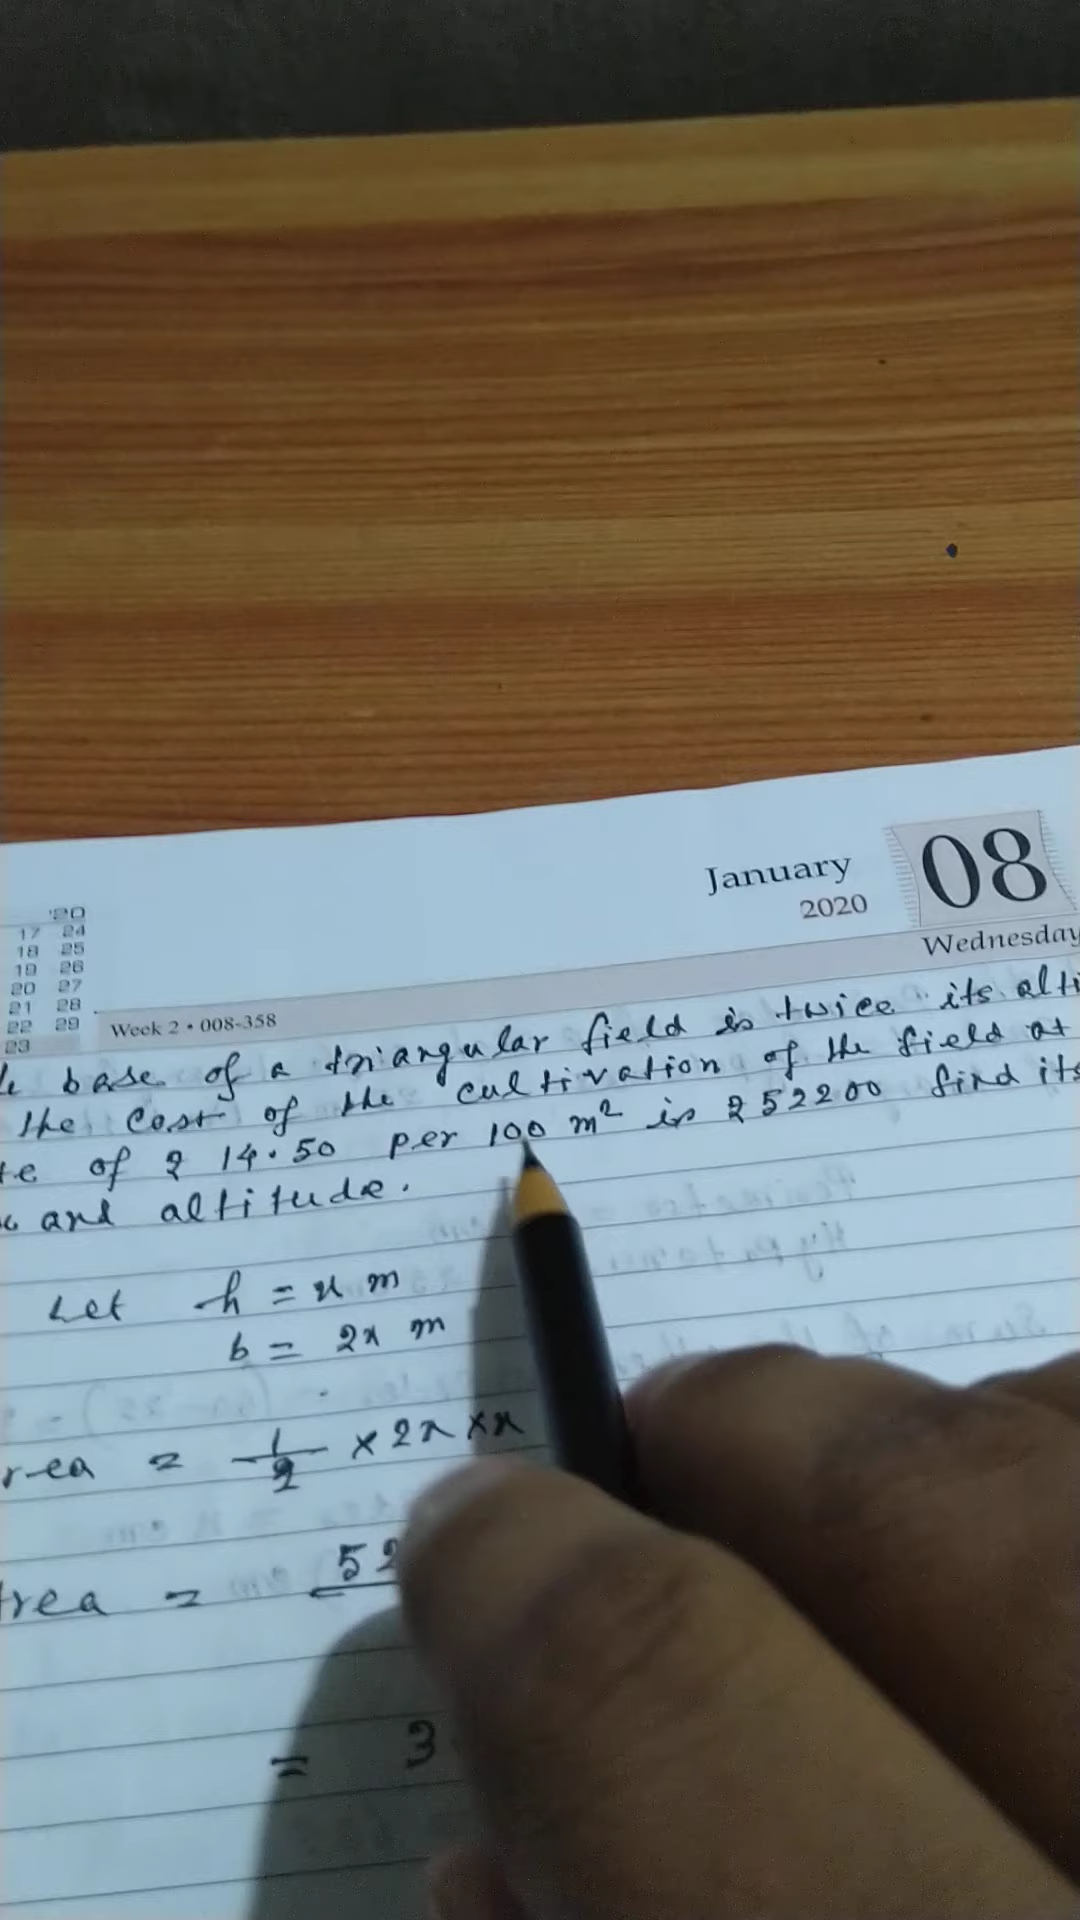 January
08
2020
Wednesday
'20
17 24
18 25
19 26
20 27
21 28
22 29
23
Week 2 • 008-358
base of a triangular field is twice its alti
the cost of the cultivation of the field at
te of ₹ 14.50 per 100 m² is ₹ 52200 find its
and altitude.
Let h = x m
b = 2x m
rea = 1/2 × 2x × x
Area = 52
= 3